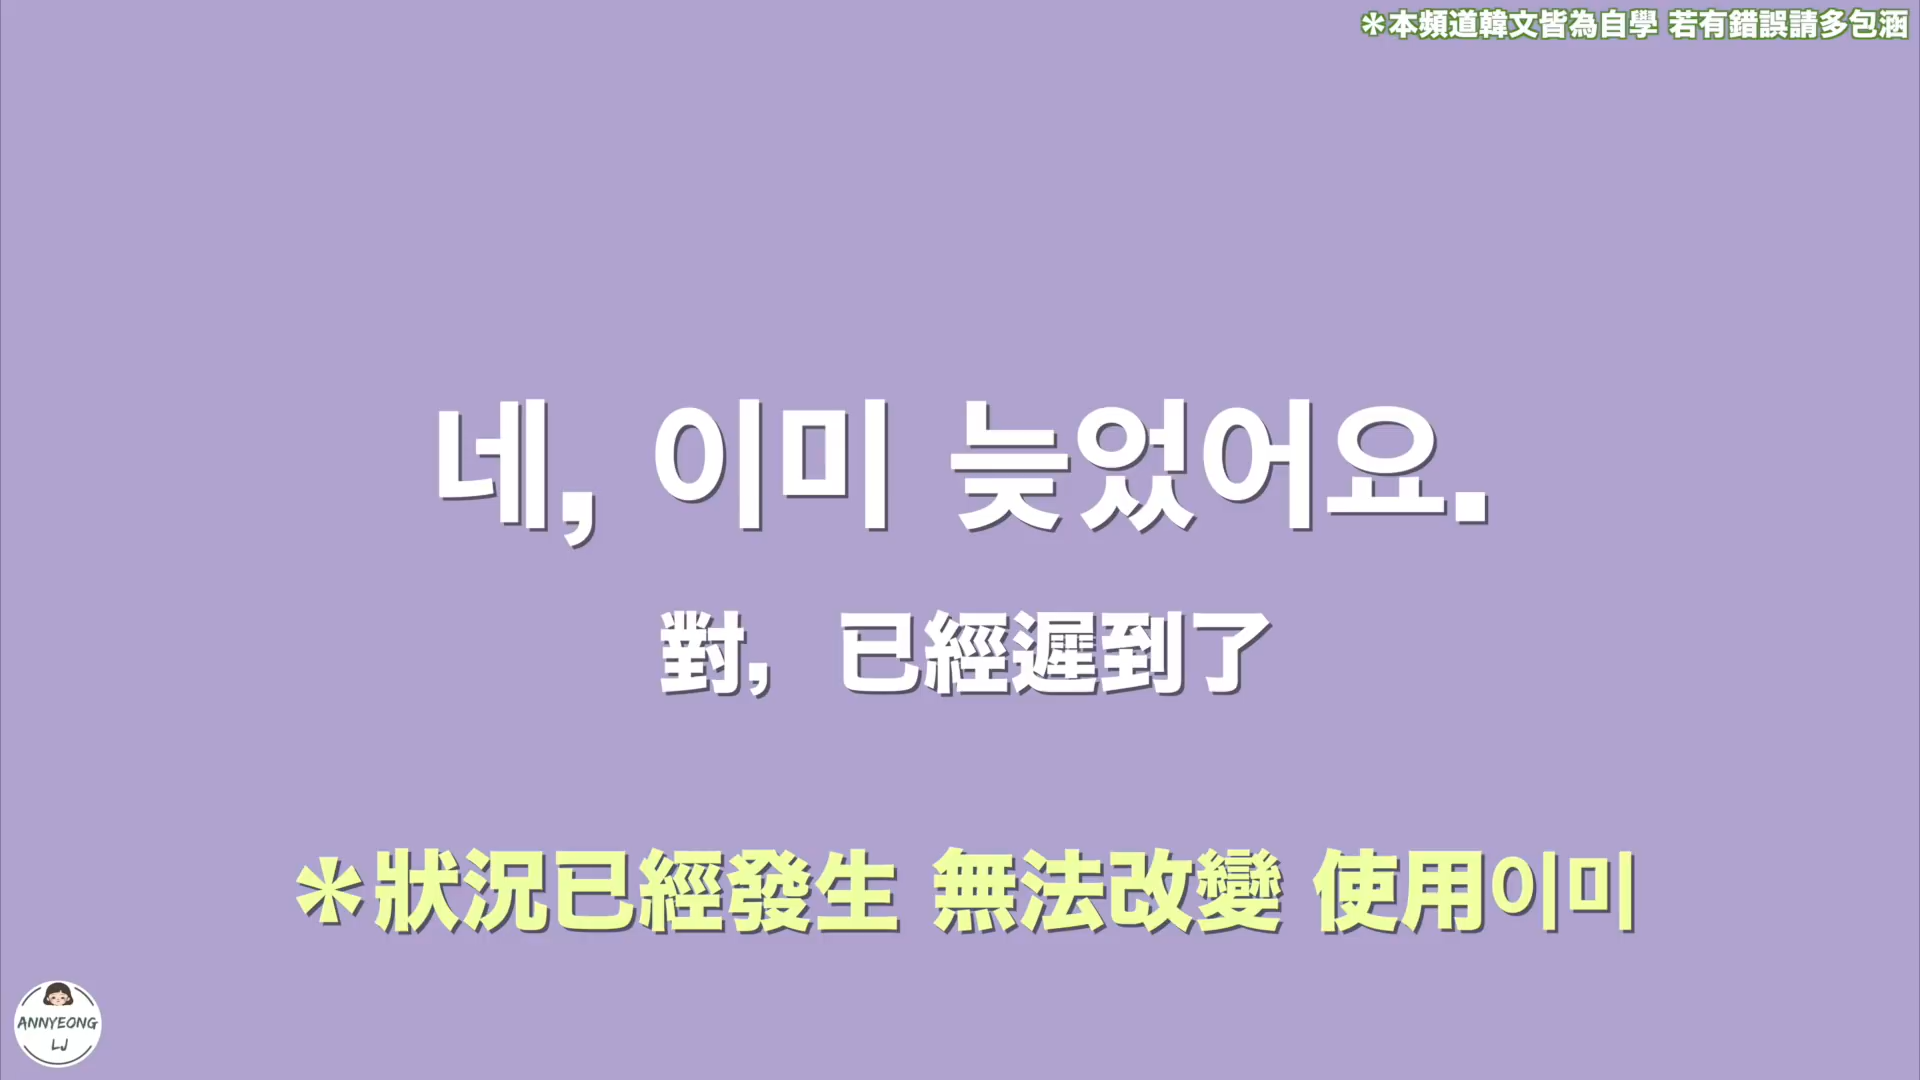 ＊本頻道韓文皆為自學 若有錯誤請多包涵
네, 이미 늦었어요.
對, 已經遲到了
＊狀況已經發生 無法改變 使用이미
ANNYEONG
LJ